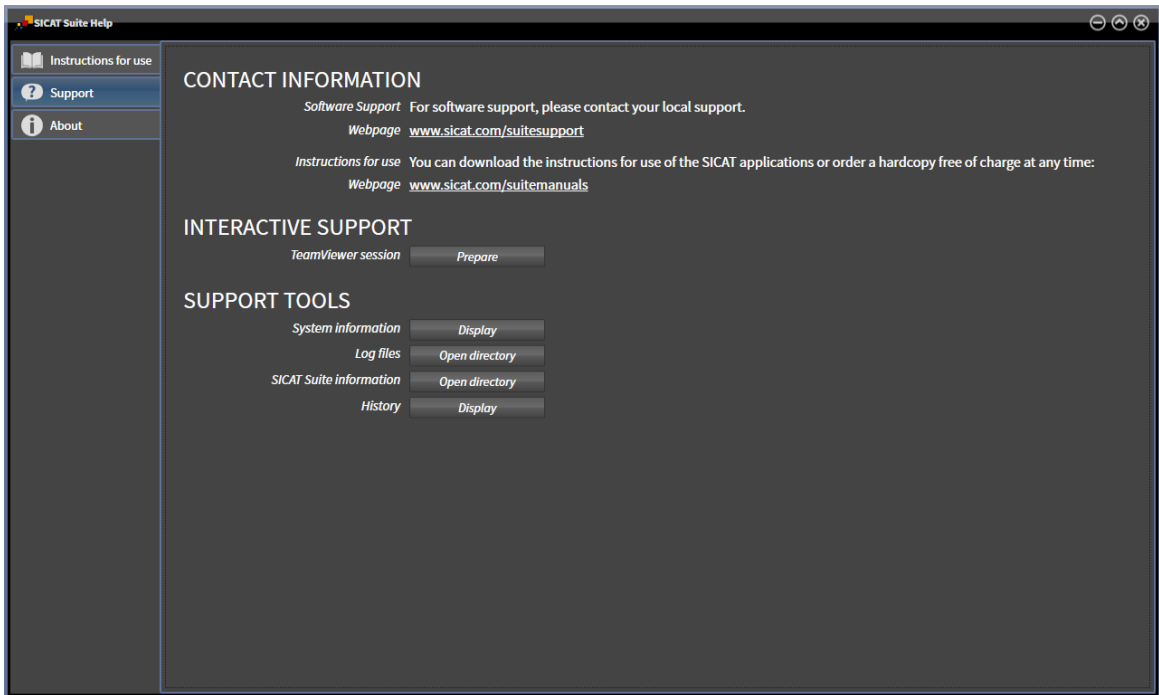 SICAT Suite Help
Instructions for use
Support
About
CONTACT INFORMATION
Software Support For software support, please contact your local support.
Webpage www.sicat.com/suitesupport
Instructions for use You can download the instructions for use of the SICAT applications or order a hardcopy free of charge at any time:
Webpage www.sicat.com/suitemanuals
INTERACTIVE SUPPORT
TeamViewer session Prepare
SUPPORT TOOLS
System information Display
Log files Open directory
SICAT Suite information Open directory
History Display